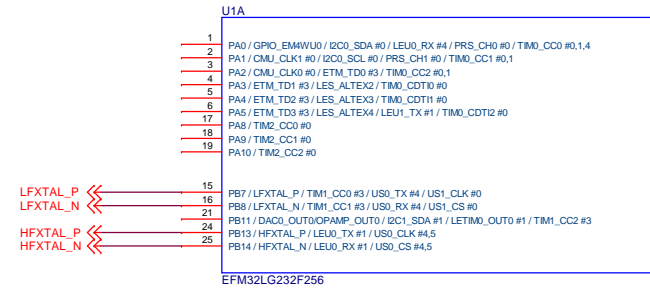 U1A
1 PA0 / GPIO_EM4WU0 / I2C0_SDA #0 / LEU0_RX #4 / PRS_CH0 #0 / TIM0_CC0 #0,1,4
2 PA1 / CMU_CLK1 #0 / I2C0_SCL #0 / PRS_CH1 #0 / TIM0_CC1 #0,1
3 PA2 / CMU_CLK0 #0 / ETM_TD0 #3 / TIM0_CC2 #0,1
4 PA3 / ETM_TD1 #3 / LES_ALTEX2 / TIM0_CDTI0 #0
5 PA4 / ETM_TD2 #3 / LES_ALTEX3 / TIM0_CDTI1 #0
6 PA5 / ETM_TD3 #3 / LES_ALTEX4 / LEU1_TX #1 / TIM0_CDTI2 #0
17 PA8 / TIM2_CC0 #0
18 PA9 / TIM2_CC1 #0
19 PA10 / TIM2_CC2 #0
LFXTAL_P 15 PB7 / LFXTAL_P / TIM1_CC0 #3 / US0_TX #4 / US1_CLK #0
LFXTAL_N 16 PB8 / LFXTAL_N / TIM1_CC1 #3 / US0_RX #4 / US1_CS #0
21 PB11 / DAC0_OUT0/OPAMP_OUT0 / I2C1_SDA #1 / LETIM0_OUT0 #1 / TIM1_CC2 #3
HFXTAL_P 24 PB13 / HFXTAL_P / LEU0_TX #1 / US0_CLK #4,5
HFXTAL_N 25 PB14 / HFXTAL_N / LEU0_RX #1 / US0_CS #4,5
EFM32LG232F256